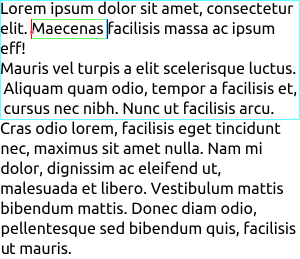 Lorem ipsum dolor sit amet, consectetur
elit. Maecenas facilisis massa ac ipsum
eff!
Mauris vel turpis a elit scelerisque luctus.
Aliquam quam odio, tempor a facilisis et,
cursus nec nibh. Nunc ut facilisis arcu.
Cras odio lorem, facilisis eget tincidunt
nec, maximus sit amet nulla. Nam mi
dolor, dignissim ac eleifend ut,
malesuada et libero. Vestibulum mattis
bibendum mattis. Donec diam odio,
pellentesque sed bibendum quis, facilisis
ut mauris.